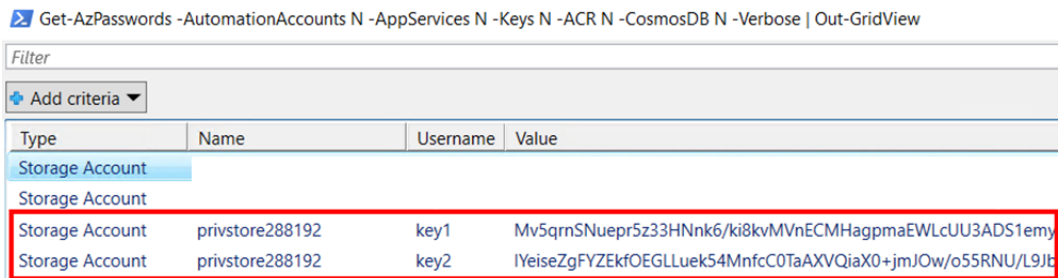 Get-AzPasswords -AutomationAccounts N -AppServices N -Keys N -ACR N -CosmosDB N -Verbose | Out-GridView
Filter
Add criteria
Type Name Username Value
Storage Account
Storage Account
Storage Account privstore288192 key1 Mv5qrnSNuepr5z33HNnk6/ki8kvMVnECMHagpmaEWLcUU3ADS1emy
Storage Account privstore288192 key2 lYeiseZgFYZEkfOEGLLuek54MnfcC0TaAXVQiaX0+jmJOw/o55RNU/L9Jb